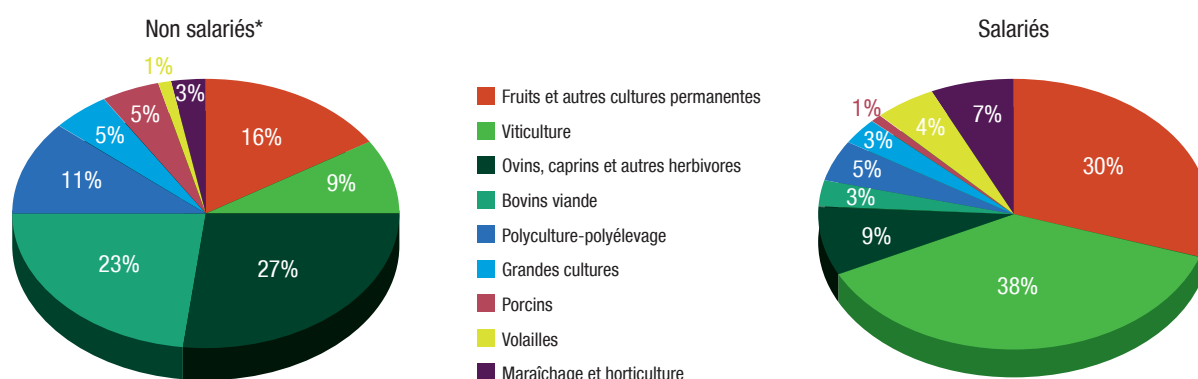 Non salariés*
1%
3%
5%
5%
16%
11%
9%
23%
27%
Fruits et autres cultures permanentes
Viticulture
Ovins, caprins et autres herbivores
Bovins viande
Polyculture-polyélevage
Grandes cultures
Porcins
Volailles
Maraîchage et horticulture
Salariés
1%
4%
7%
3%
5%
30%
3%
9%
38%